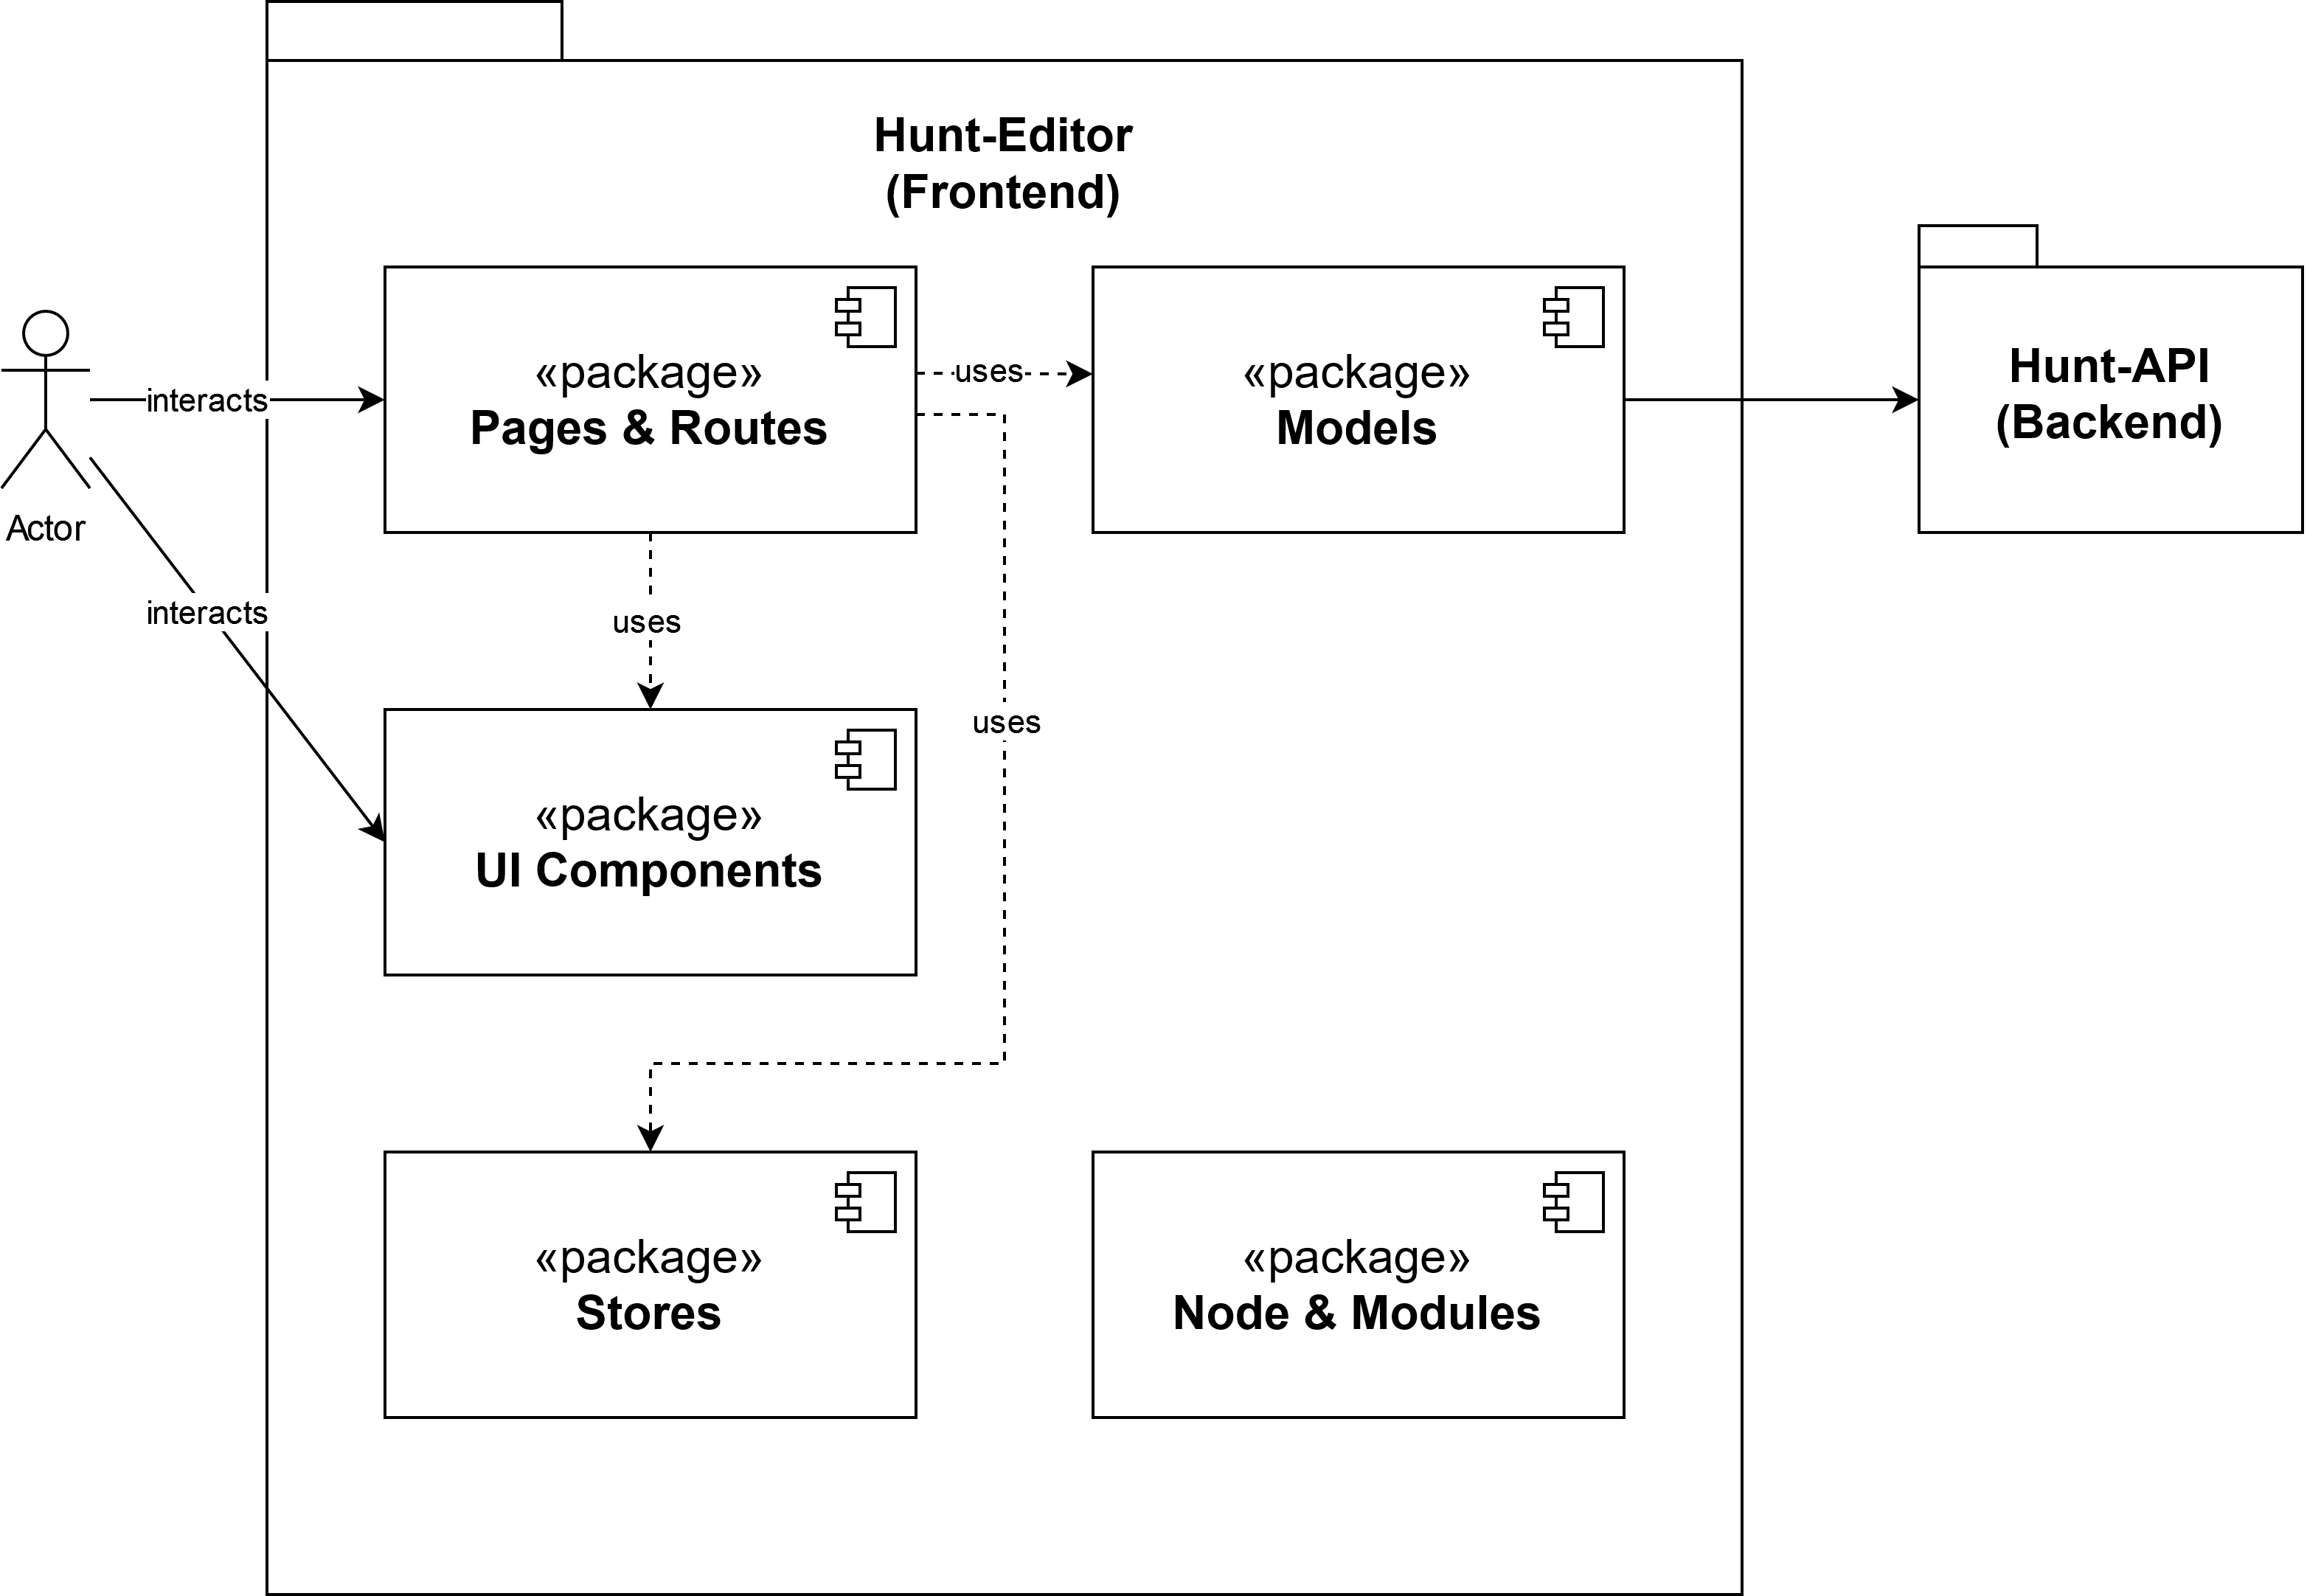 Hunt-Editor
(Frontend)
«package»
Pages & Routes
uses
«package»
Models
Hunt-API
(Backend)
interacts
Actor
interacts
uses
uses
«package»
UI Components
«package»
Stores
«package»
Node & Modules